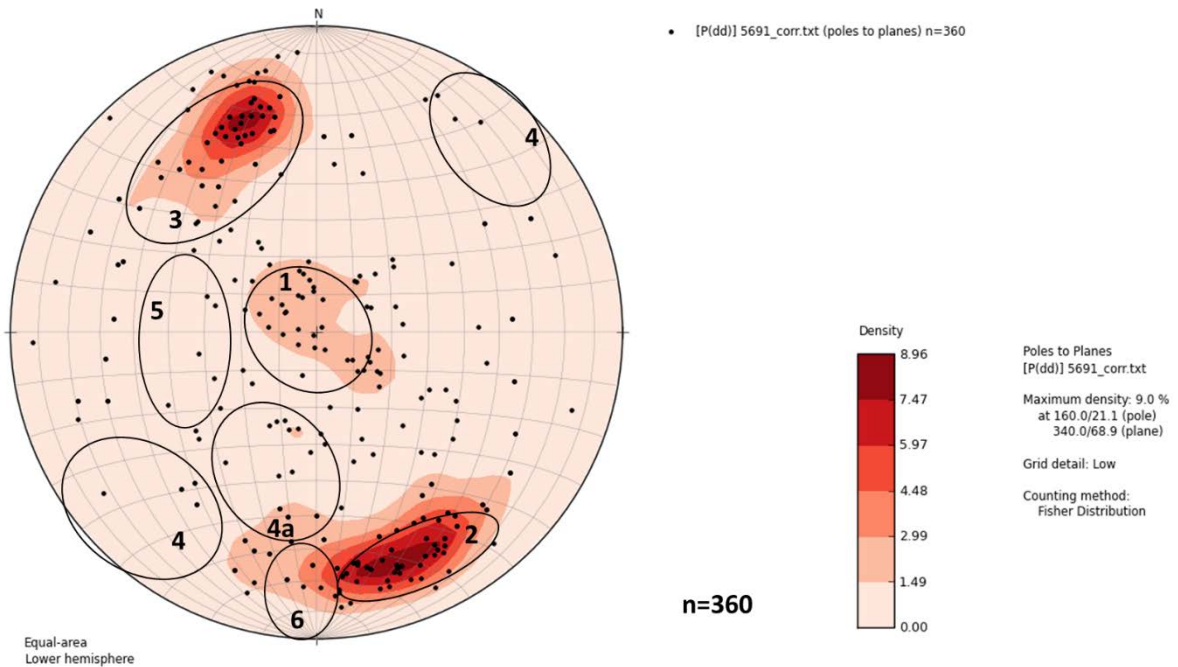 N
[P(dd)] 5691_corr.txt (poles to planes) n=360
4
3
1
5
2
4a
4
6
n=360
Density
8.96
7.47
5.97
4.48
2.99
1.49
0.00
Poles to Planes
[P(dd)] 5691_corr.txt
Maximum density: 9.0 %
at 160.0/21.1 (pole)
340.0/68.9 (plane)
Grid detail: Low
Counting method:
Fisher Distribution
Equal-area
Lower hemisphere